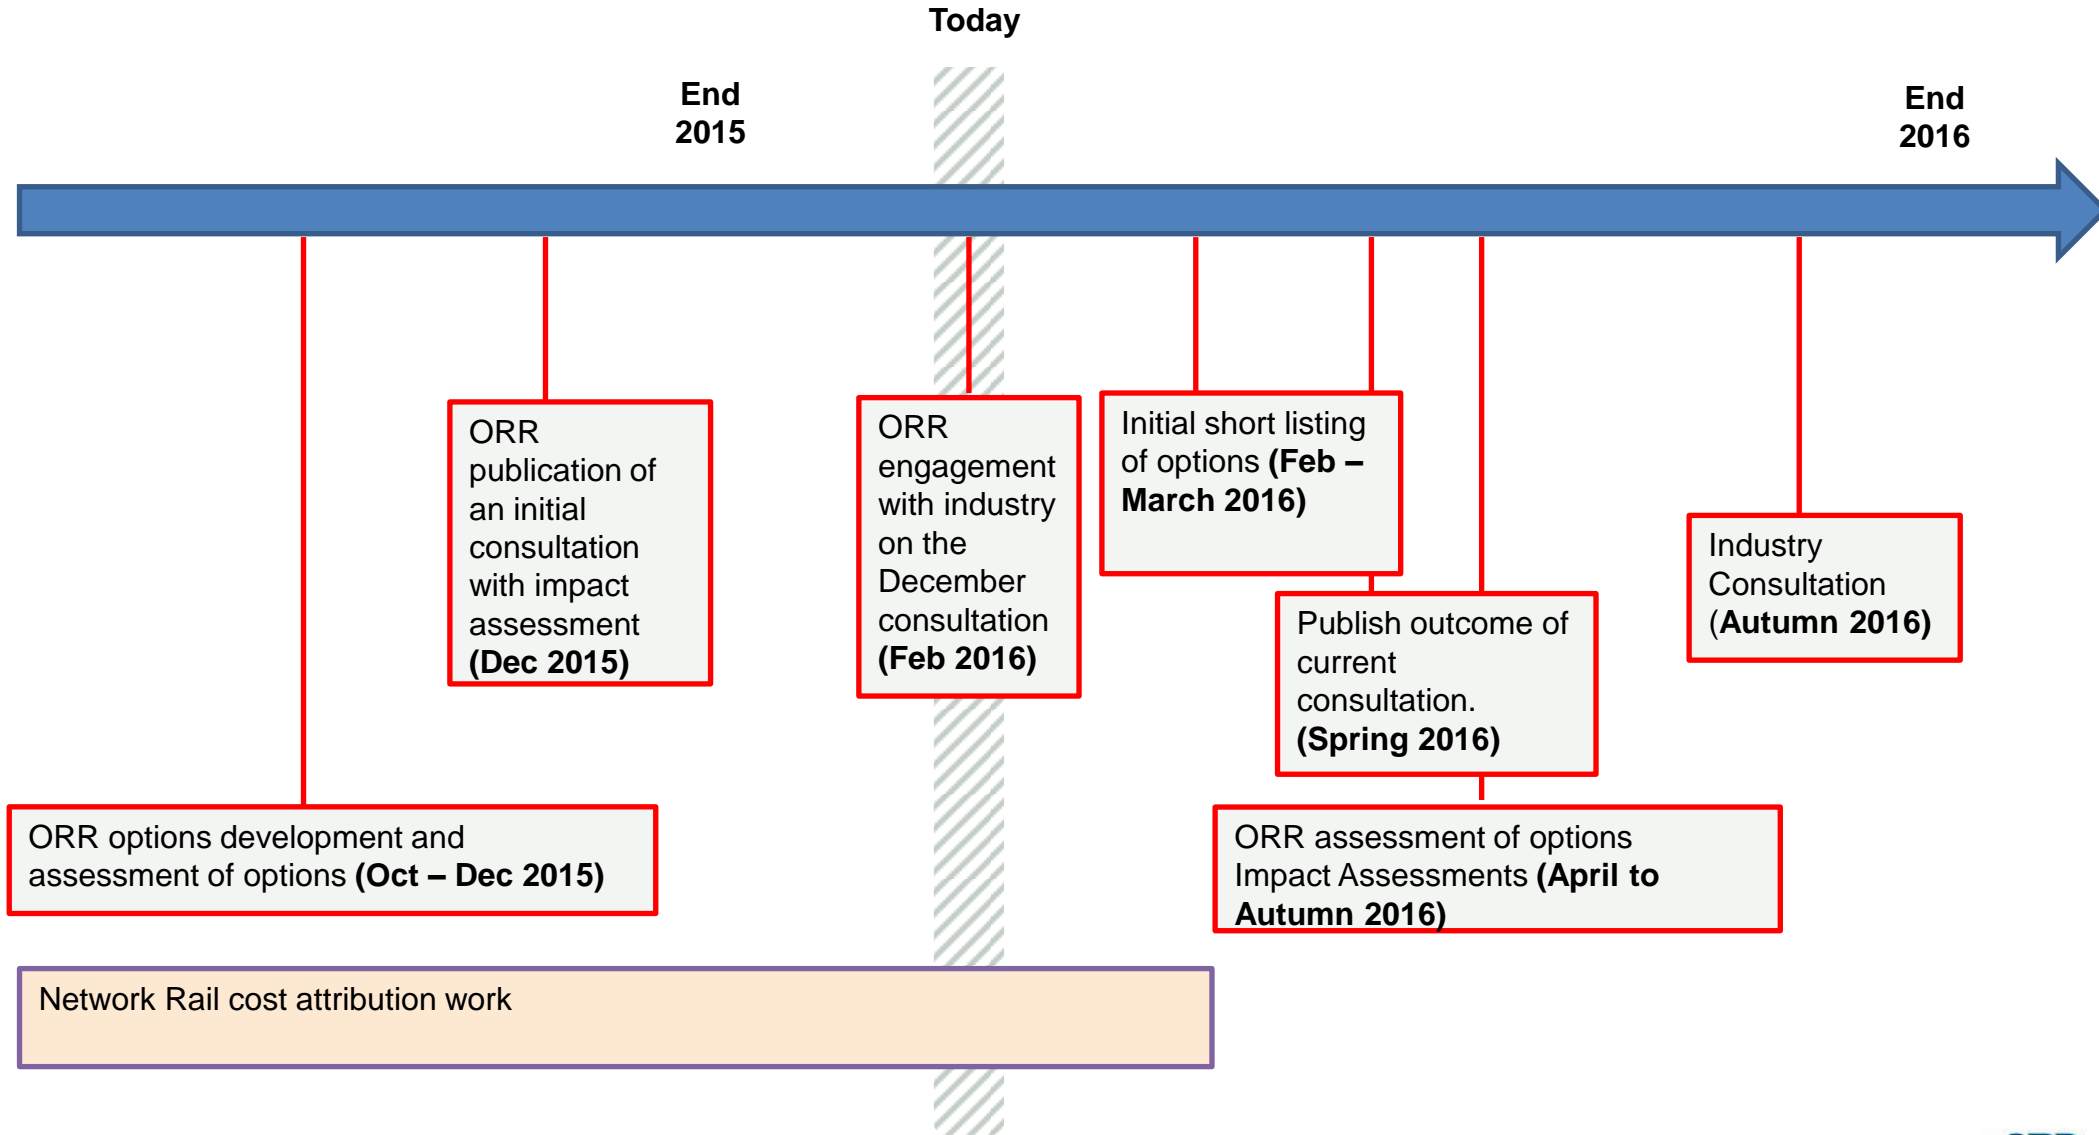 Today
End
2015
End
2016
ORR
publication of
an initial
consultation
with impact
assessment
(Dec 2015)
ORR
engagement
with industry
on the
December
consultation
(Feb 2016)
Initial short listing
of options (Feb –
March 2016)
Industry
Consultation
(Autumn 2016)
Publish outcome of
current
consultation.
(Spring 2016)
ORR options development and
assessment of options (Oct – Dec 2015)
ORR assessment of options
Impact Assessments (April to
Autumn 2016)
Network Rail cost attribution work